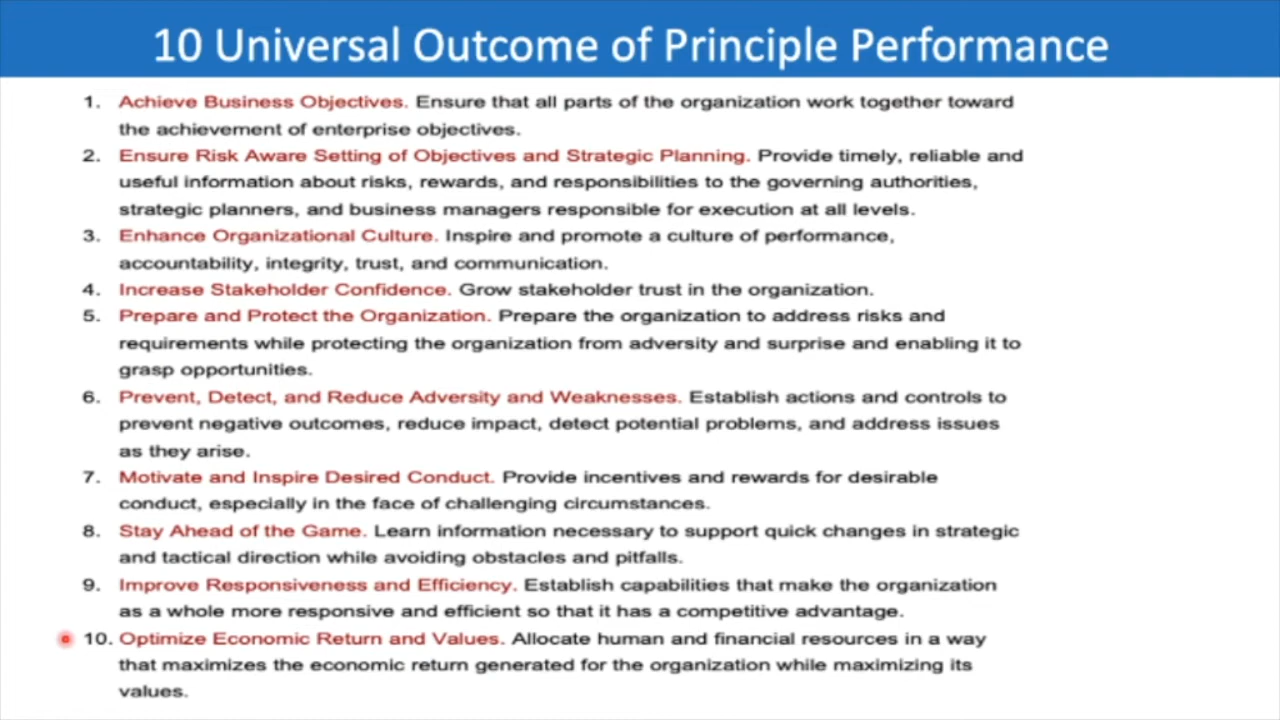 10 Universal Outcome of Principle Performance
1. Achieve Business Objectives. Ensure that all parts of the organization work together toward
the achievement of enterprise objectives.
2. Ensure Risk Aware Setting of Objectives and Strategic Planning. Provide timely, reliable and
useful information about risks, rewards, and responsibilities to the governing authorities,
strategic planners, and business managers responsible for execution at all levels.
3. Enhance Organizational Culture. Inspire and promote a culture of performance,
accountability, integrity, trust, and communication.
4. Increase Stakeholder Confidence. Grow stakeholder trust in the organization.
5. Prepare and Protect the Organization. Prepare the organization to address risks and
requirements while protecting the organization from adversity and surprise and enabling it to
grasp opportunities.
6. Prevent, Detect, and Reduce Adversity and Weaknesses. Establish actions and controls to
prevent negative outcomes, reduce impact, detect potential problems, and address issues
as they arise.
7. Motivate and Inspire Desired Conduct. Provide incentives and rewards for desirable
conduct, especially in the face of challenging circumstances.
8. Stay Ahead of the Game. Learn information necessary to support quick changes in strategic
and tactical direction while avoiding obstacles and pitfalls.
9. Improve Responsiveness and Efficiency. Establish capabilities that make the organization
as a whole more responsive and efficient so that it has a competitive advantage.
10. Optimize Economic Return and Values. Allocate human and financial resources in a way
that maximizes the economic return generated for the organization while maximizing its
values.